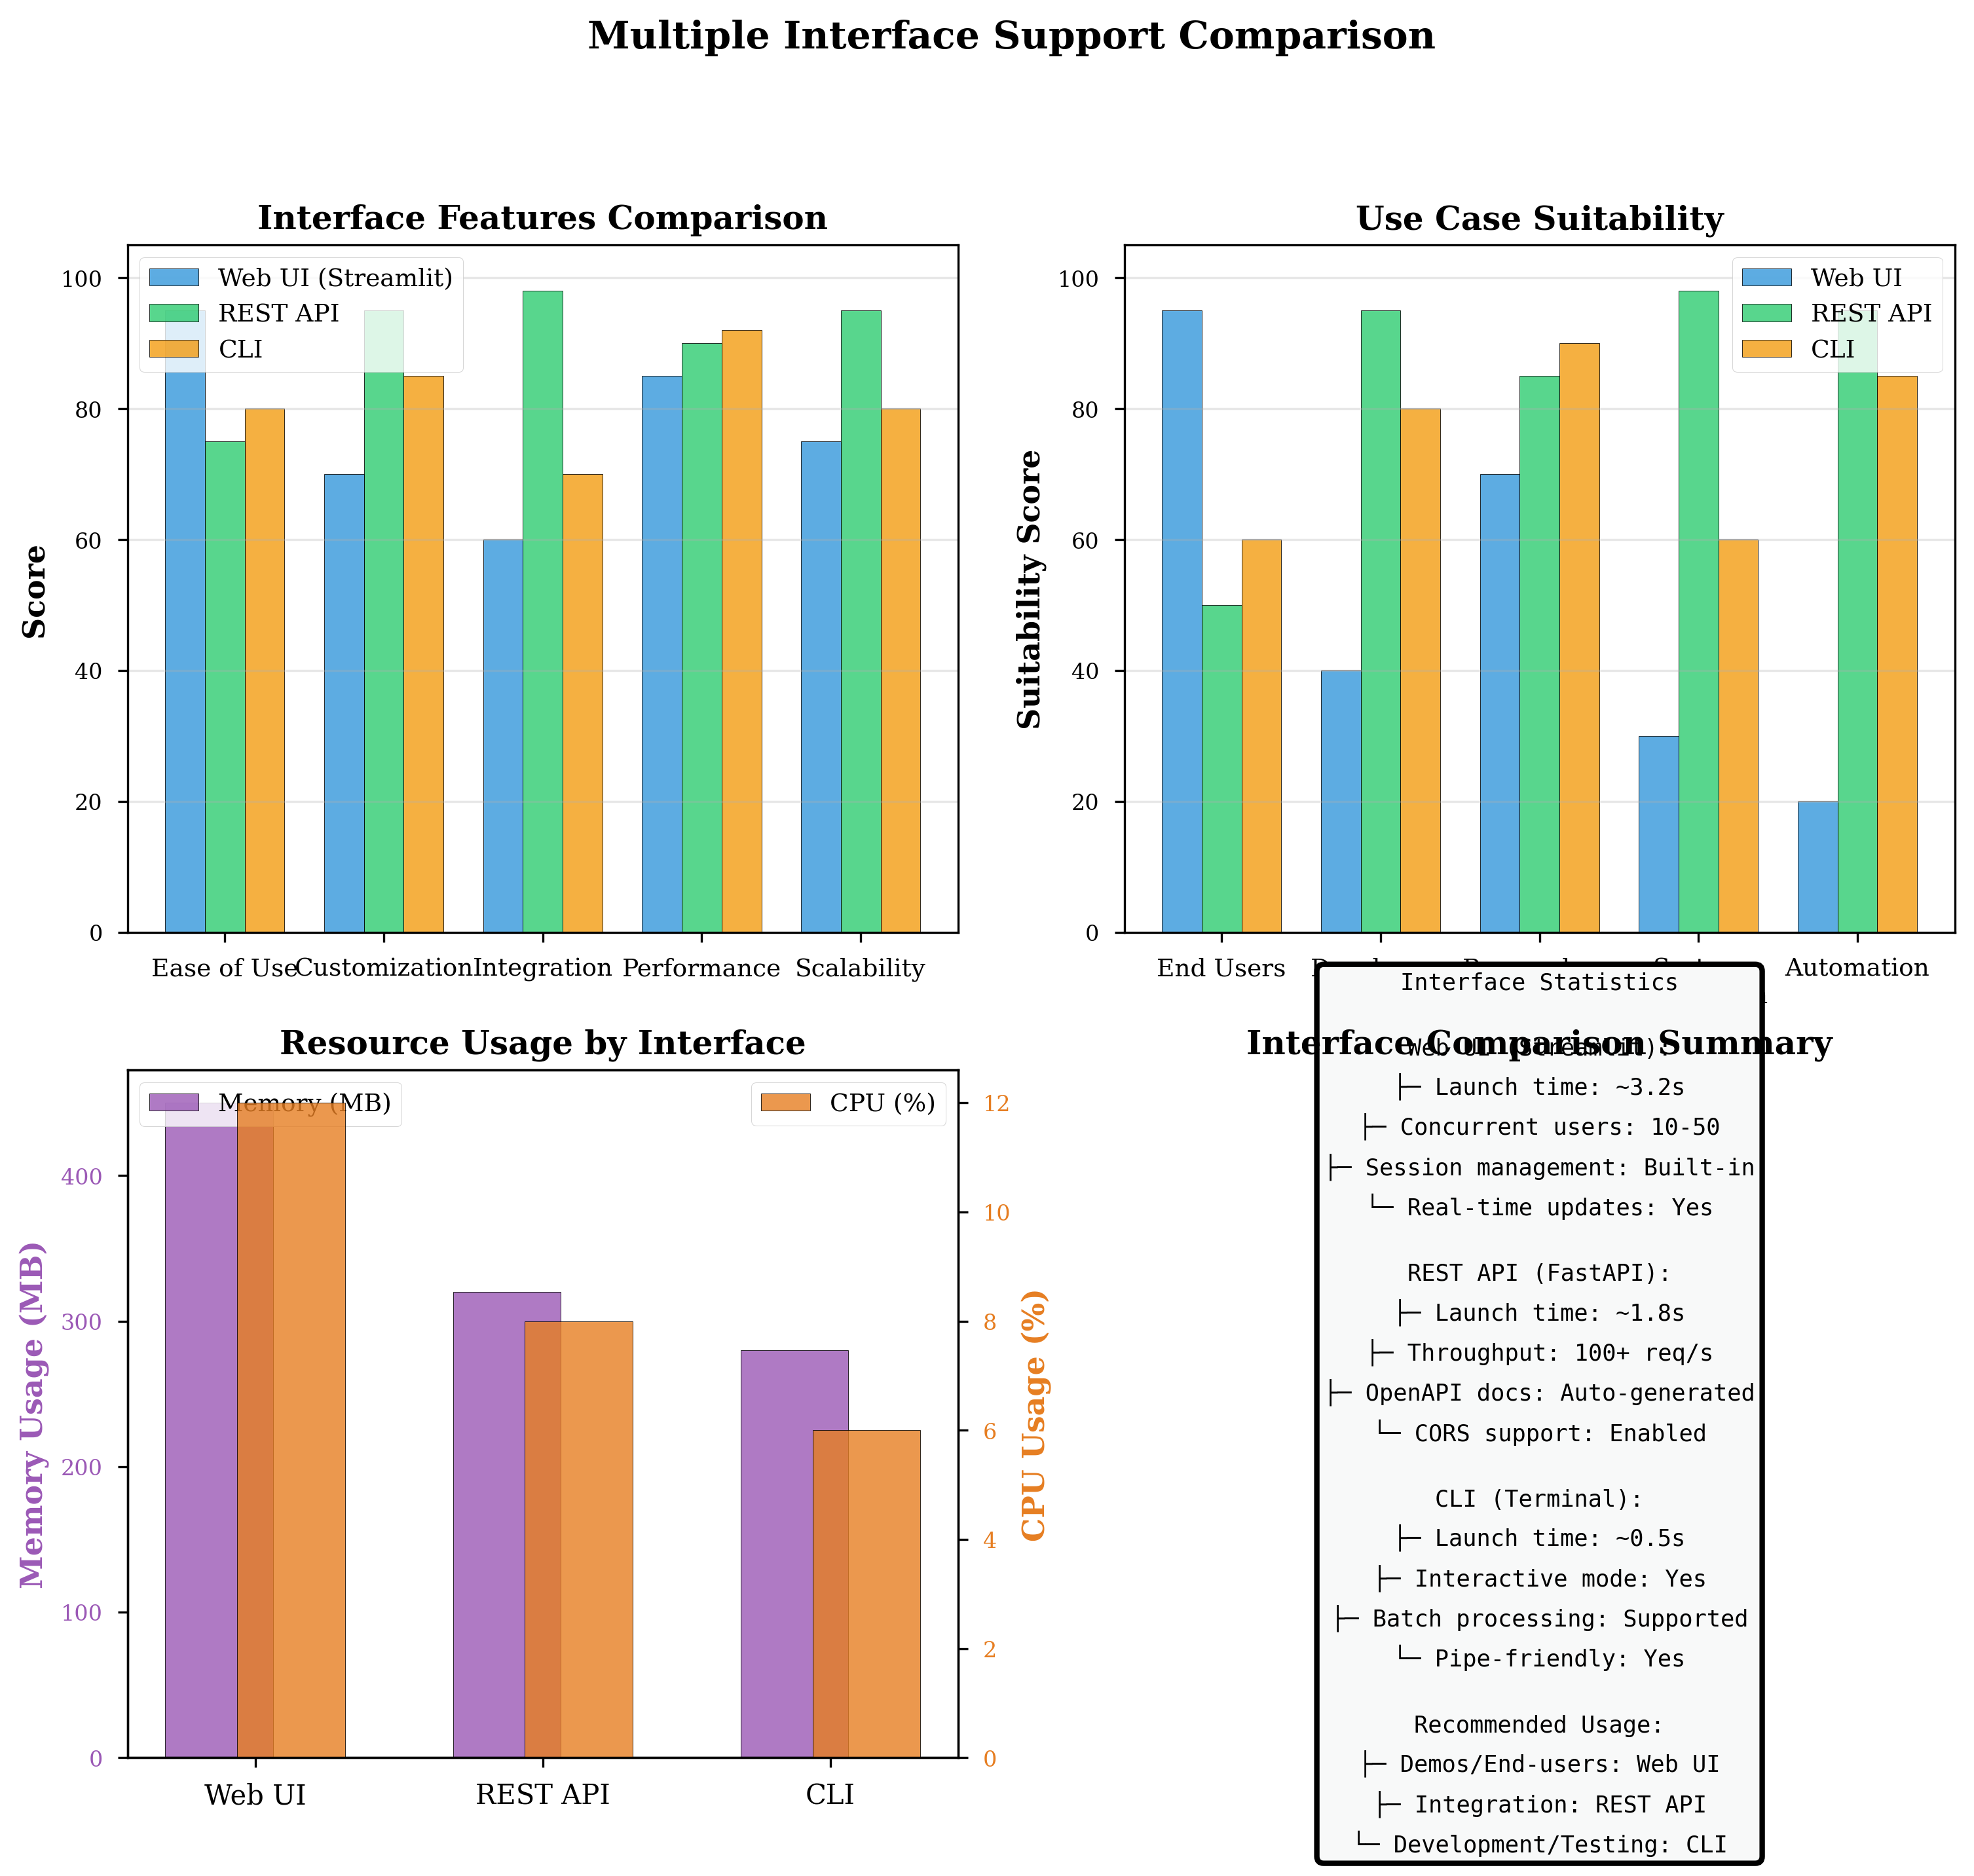 Multiple Interface Support Comparison
Interface Features Comparison
Score
100
80
60
40
20
0
Web UI (Streamlit)
REST API
CLI
Ease of Use
Customization
Integration
Performance
Scalability
Use Case Suitability
Suitability Score
100
80
60
40
20
0
Web UI
REST API
CLI
End Users
Automation
Resource Usage by Interface
Memory Usage (MB)
400
300
200
100
0
Memory (MB)
CPU (%)
12
10
8
6
4
2
0
CPU Usage (%)
Web UI
REST API
CLI
Interface Comparison Summary
Interface Statistics
Web UI (Streamlit):
├─ Launch time: ~3.2s
├─ Concurrent users: 10-50
├─ Session management: Built-in
└─ Real-time updates: Yes
REST API (FastAPI):
├─ Launch time: ~1.8s
├─ Throughput: 100+ req/s
├─ OpenAPI docs: Auto-generated
└─ CORS support: Enabled
CLI (Terminal):
├─ Launch time: ~0.5s
├─ Interactive mode: Yes
├─ Batch processing: Supported
└─ Pipe-friendly: Yes
Recommended Usage:
├─ Demos/End-users: Web UI
├─ Integration: REST API
└─ Development/Testing: CLI